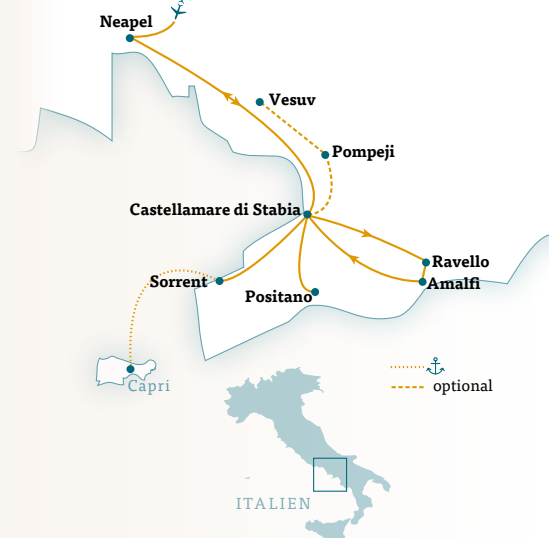 Neapel
Vesuv
Pompeji
Castellamare di Stabia
Ravello
Sorrent
Amalfi
Positano
Capri
optional
ITALIEN